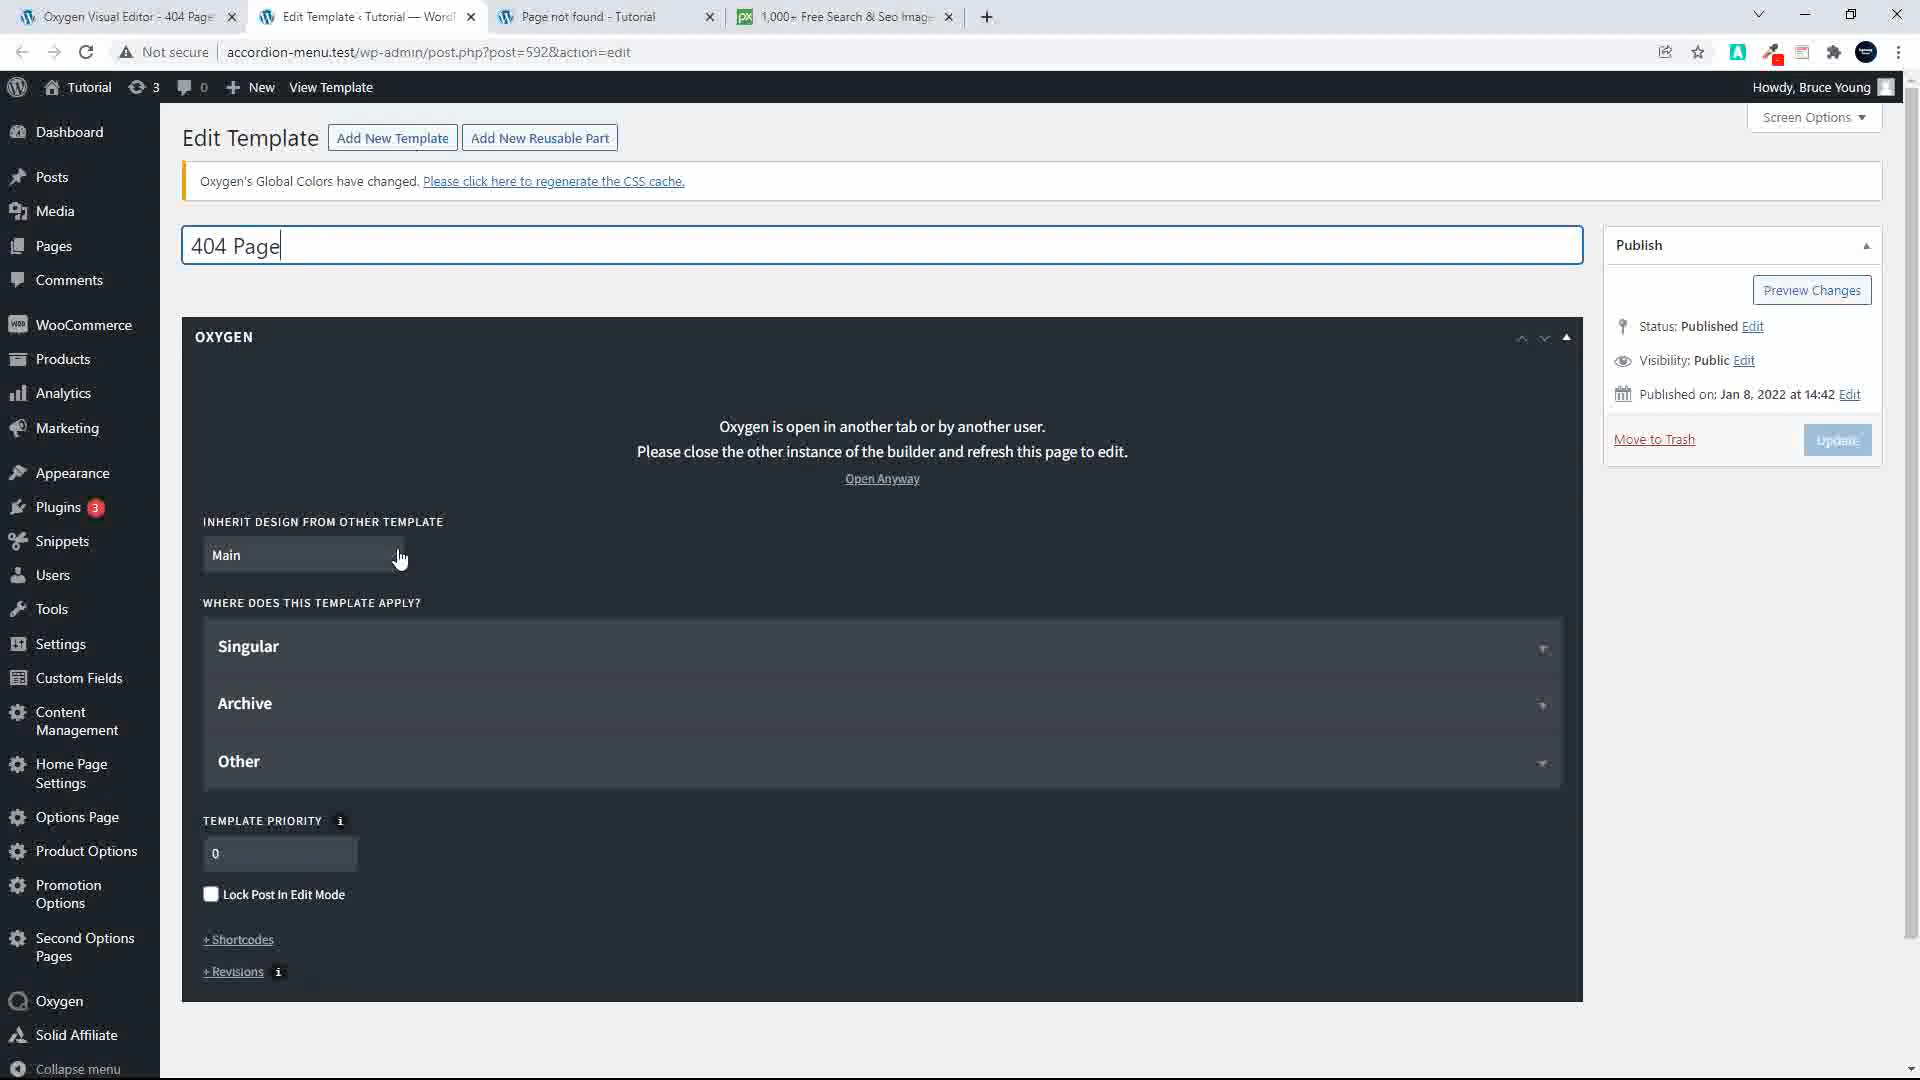 Oxygen Visual Editor - 404 Page
Edit Template ‹ Tutorial — Word
Page not found - Tutorial
1,000+ Free Search & Seo Image
Not secure
accordion-menu.test/wp-admin/post.php?post=592&action=edit
Tutorial
3
0
New
View Template
Howdy, Bruce Young
Screen Options
Dashboard
Posts
Media
Pages
Comments
WooCommerce
Products
Analytics
Marketing
Appearance
Plugins 3
Snippets
Users
Tools
Settings
Custom Fields
Content
Management
Home Page
Settings
Options Page
Product Options
Promotion
Options
Second Options
Pages
Oxygen
Solid Affiliate
Collapse menu
Edit Template
Add New Template
Add New Reusable Part
Oxygen's Global Colors have changed. Please click here to regenerate the CSS cache.
404 Page
OXYGEN
Oxygen is open in another tab or by another user.
Please close the other instance of the builder and refresh this page to edit.
Open Anyway
INHERIT DESIGN FROM OTHER TEMPLATE
Main
WHERE DOES THIS TEMPLATE APPLY?
Singular
Archive
Other
TEMPLATE PRIORITY i
0
Lock Post In Edit Mode
+ Shortcodes
+ Revisions i
Publish
Preview Changes
Status: Published Edit
Visibility: Public Edit
Published on: Jan 8, 2022 at 14:42 Edit
Move to Trash
Update